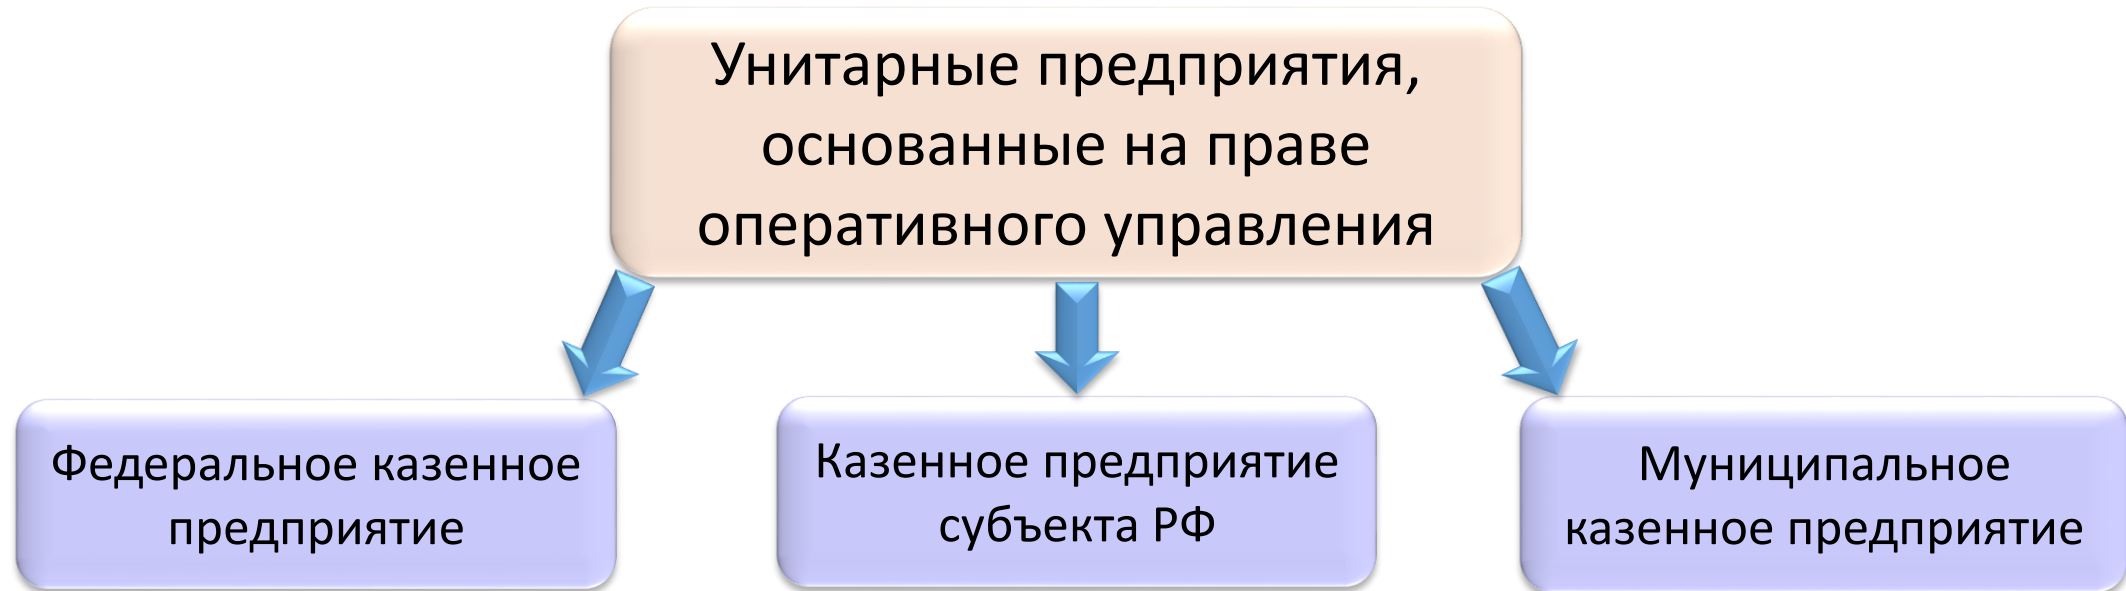 Унитарные предприятия,
основанные на праве
оперативного управления
Федеральное казенное
предприятие
Казенное предприятие
субъекта РФ
Муниципальное
казенное предприятие